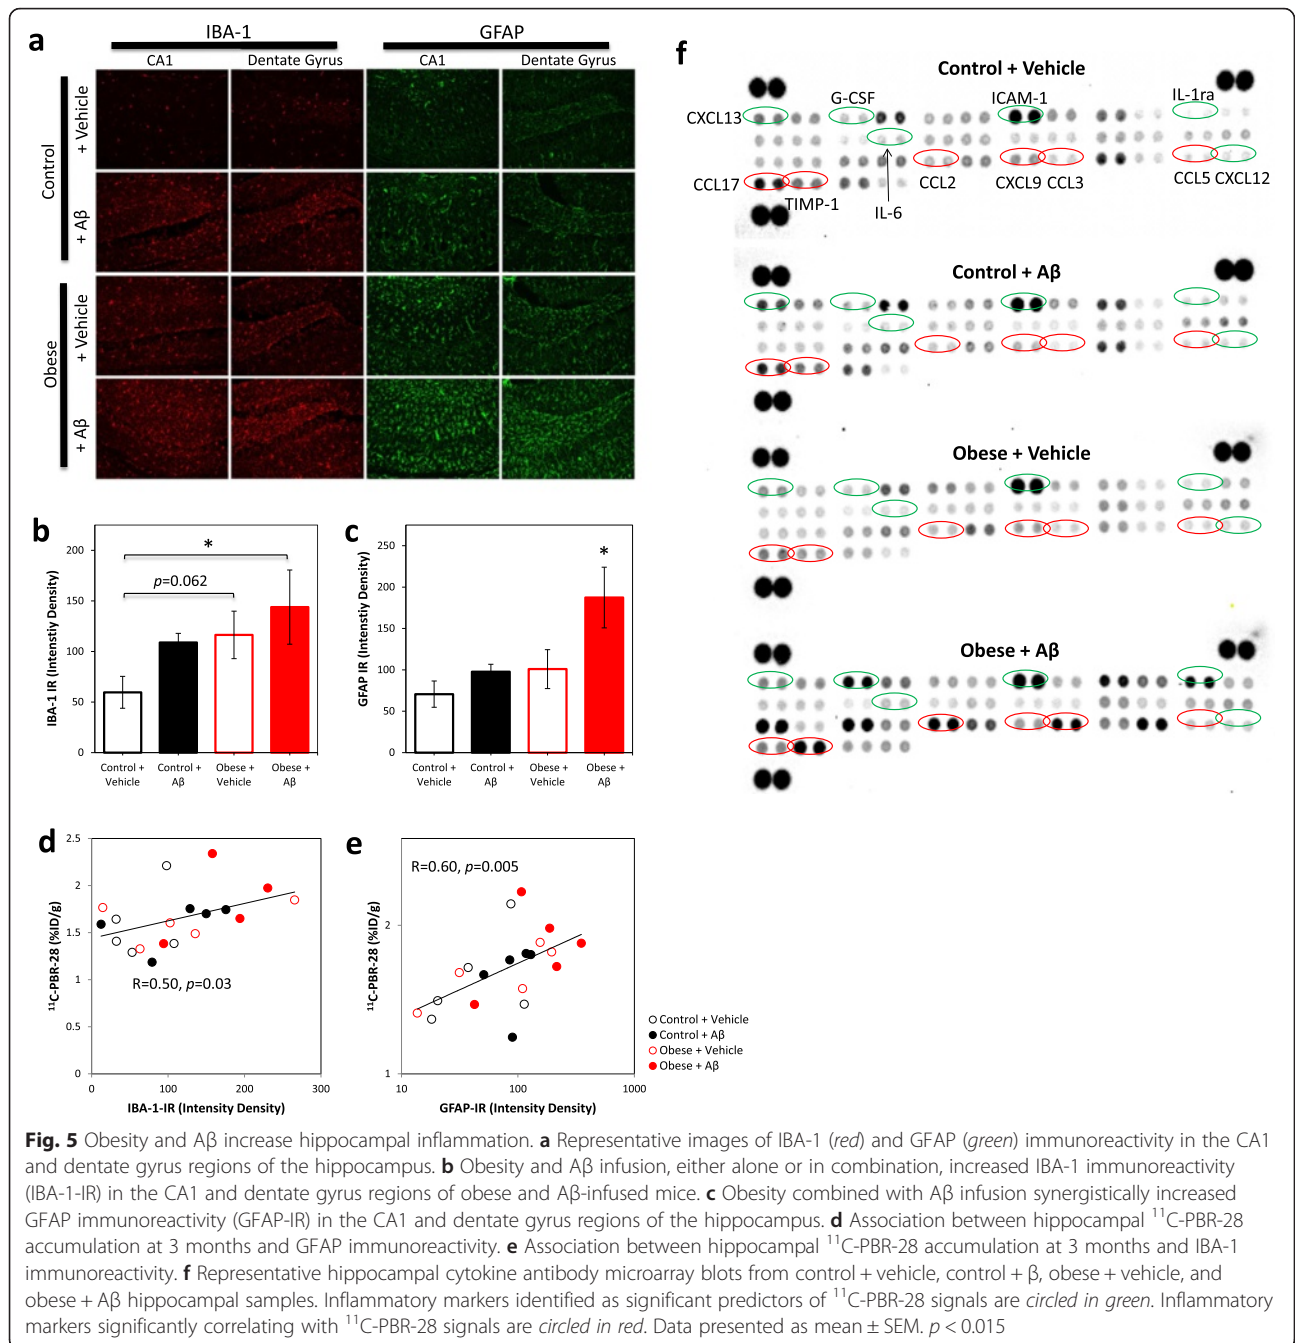 a
IBA-1
GFAP
CA1
Dentate Gyrus
CA1
Dentate Gyrus
Control
+ Vehicle
+ Aβ
Obese
+ Vehicle
+ Aβ
b
IBA-1 IR (Intenstiy Density)
200
150
100
50
0
*
p=0.062
Control + Vehicle
Control + Aβ
Obese + Vehicle
Obese + Aβ
c
GFAP IR (Intenstiy Density)
250
200
150
100
50
0
*
Control + Vehicle
Control + Aβ
Obese + Vehicle
Obese + Aβ
d
11C-PBR-28 (%ID/g)
2.5
2
1.5
1
0.5
0
R=0.50, p=0.03
0
100
200
300
IBA-1-IR (Intensity Density)
e
11C-PBR-28 (%ID/g)
R=0.60, p=0.005
2
1
10
100
1000
GFAP-IR (Intensity Density)
Control + Vehicle
Control + Aβ
Obese + Vehicle
Obese + Aβ
f
Control + Vehicle
CXCL13
G-CSF
ICAM-1
IL-1ra
CCL17
TIMP-1
IL-6
CCL2
CXCL9
CCL3
CCL5
CXCL12
Control + Aβ
Obese + Vehicle
Obese + Aβ
Fig. 5 Obesity and Aβ increase hippocampal inflammation. a Representative images of IBA-1 (red) and GFAP (green) immunoreactivity in the CA1
and dentate gyrus regions of the hippocampus. b Obesity and Aβ infusion, either alone or in combination, increased IBA-1 immunoreactivity
(IBA-1-IR) in the CA1 and dentate gyrus regions of obese and Aβ-infused mice. c Obesity combined with Aβ infusion synergistically increased
GFAP immunoreactivity (GFAP-IR) in the CA1 and dentate gyrus regions of the hippocampus. d Association between hippocampal 11C-PBR-28
accumulation at 3 months and GFAP immunoreactivity. e Association between hippocampal 11C-PBR-28 accumulation at 3 months and IBA-1
immunoreactivity. f Representative hippocampal cytokine antibody microarray blots from control + vehicle, control + β, obese + vehicle, and
obese + Aβ hippocampal samples. Inflammatory markers identified as significant predictors of 11C-PBR-28 signals are circled in green. Inflammatory
markers significantly correlating with 11C-PBR-28 signals are circled in red. Data presented as mean ± SEM. p < 0.015